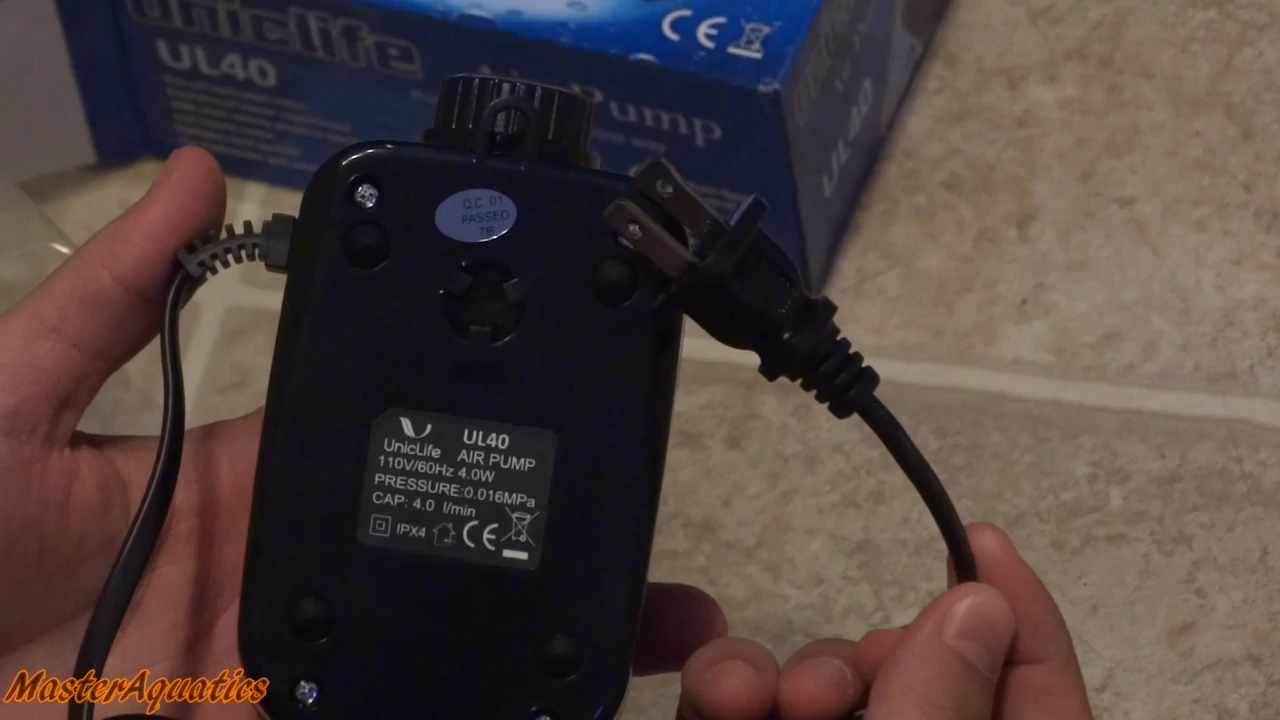 uniclife
UL40
Air Pump
CE
UL40
Q.C. 01
PASSED
7B
UL40
UnicLife AIR PUMP
110V/60Hz 4.0W
PRESSURE:0.016MPa
CAP: 4.0 l/min
IPX4 CE
MasterAquatics